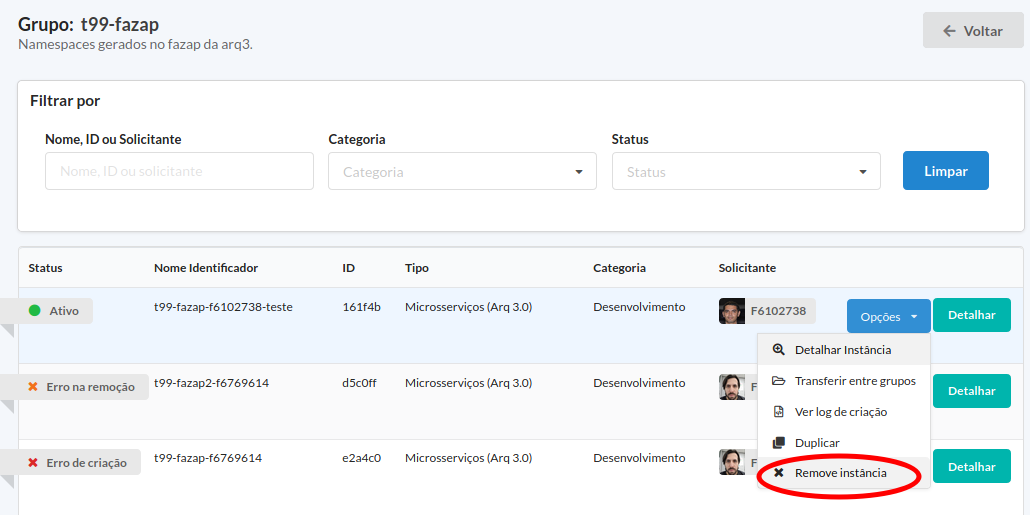 Grupo: t99-fazap
Namespaces gerados no fazap da arq3.
Voltar
Filtrar por
Nome, ID ou Solicitante Categoria Status
Nome, ID ou solicitante Categoria Status Limpar
Status Nome Identificador ID Tipo Categoria Solicitante
Ativo t99-fazap-f6102738-teste 161f4b Microsserviços (Arq 3.0) Desenvolvimento F6102738 Opções Detalhar
Detalhar Instância
Erro na remoção t99-fazap2-f6769614 d5c0ff Microsserviços (Arq 3.0) Desenvolvimento F Transferir entre grupos Detalhar
Ver log de criação
Duplicar
Erro de criação t99-fazap-f6769614 e2a4c0 Microsserviços (Arq 3.0) Desenvolvimento F Remove instância Detalhar